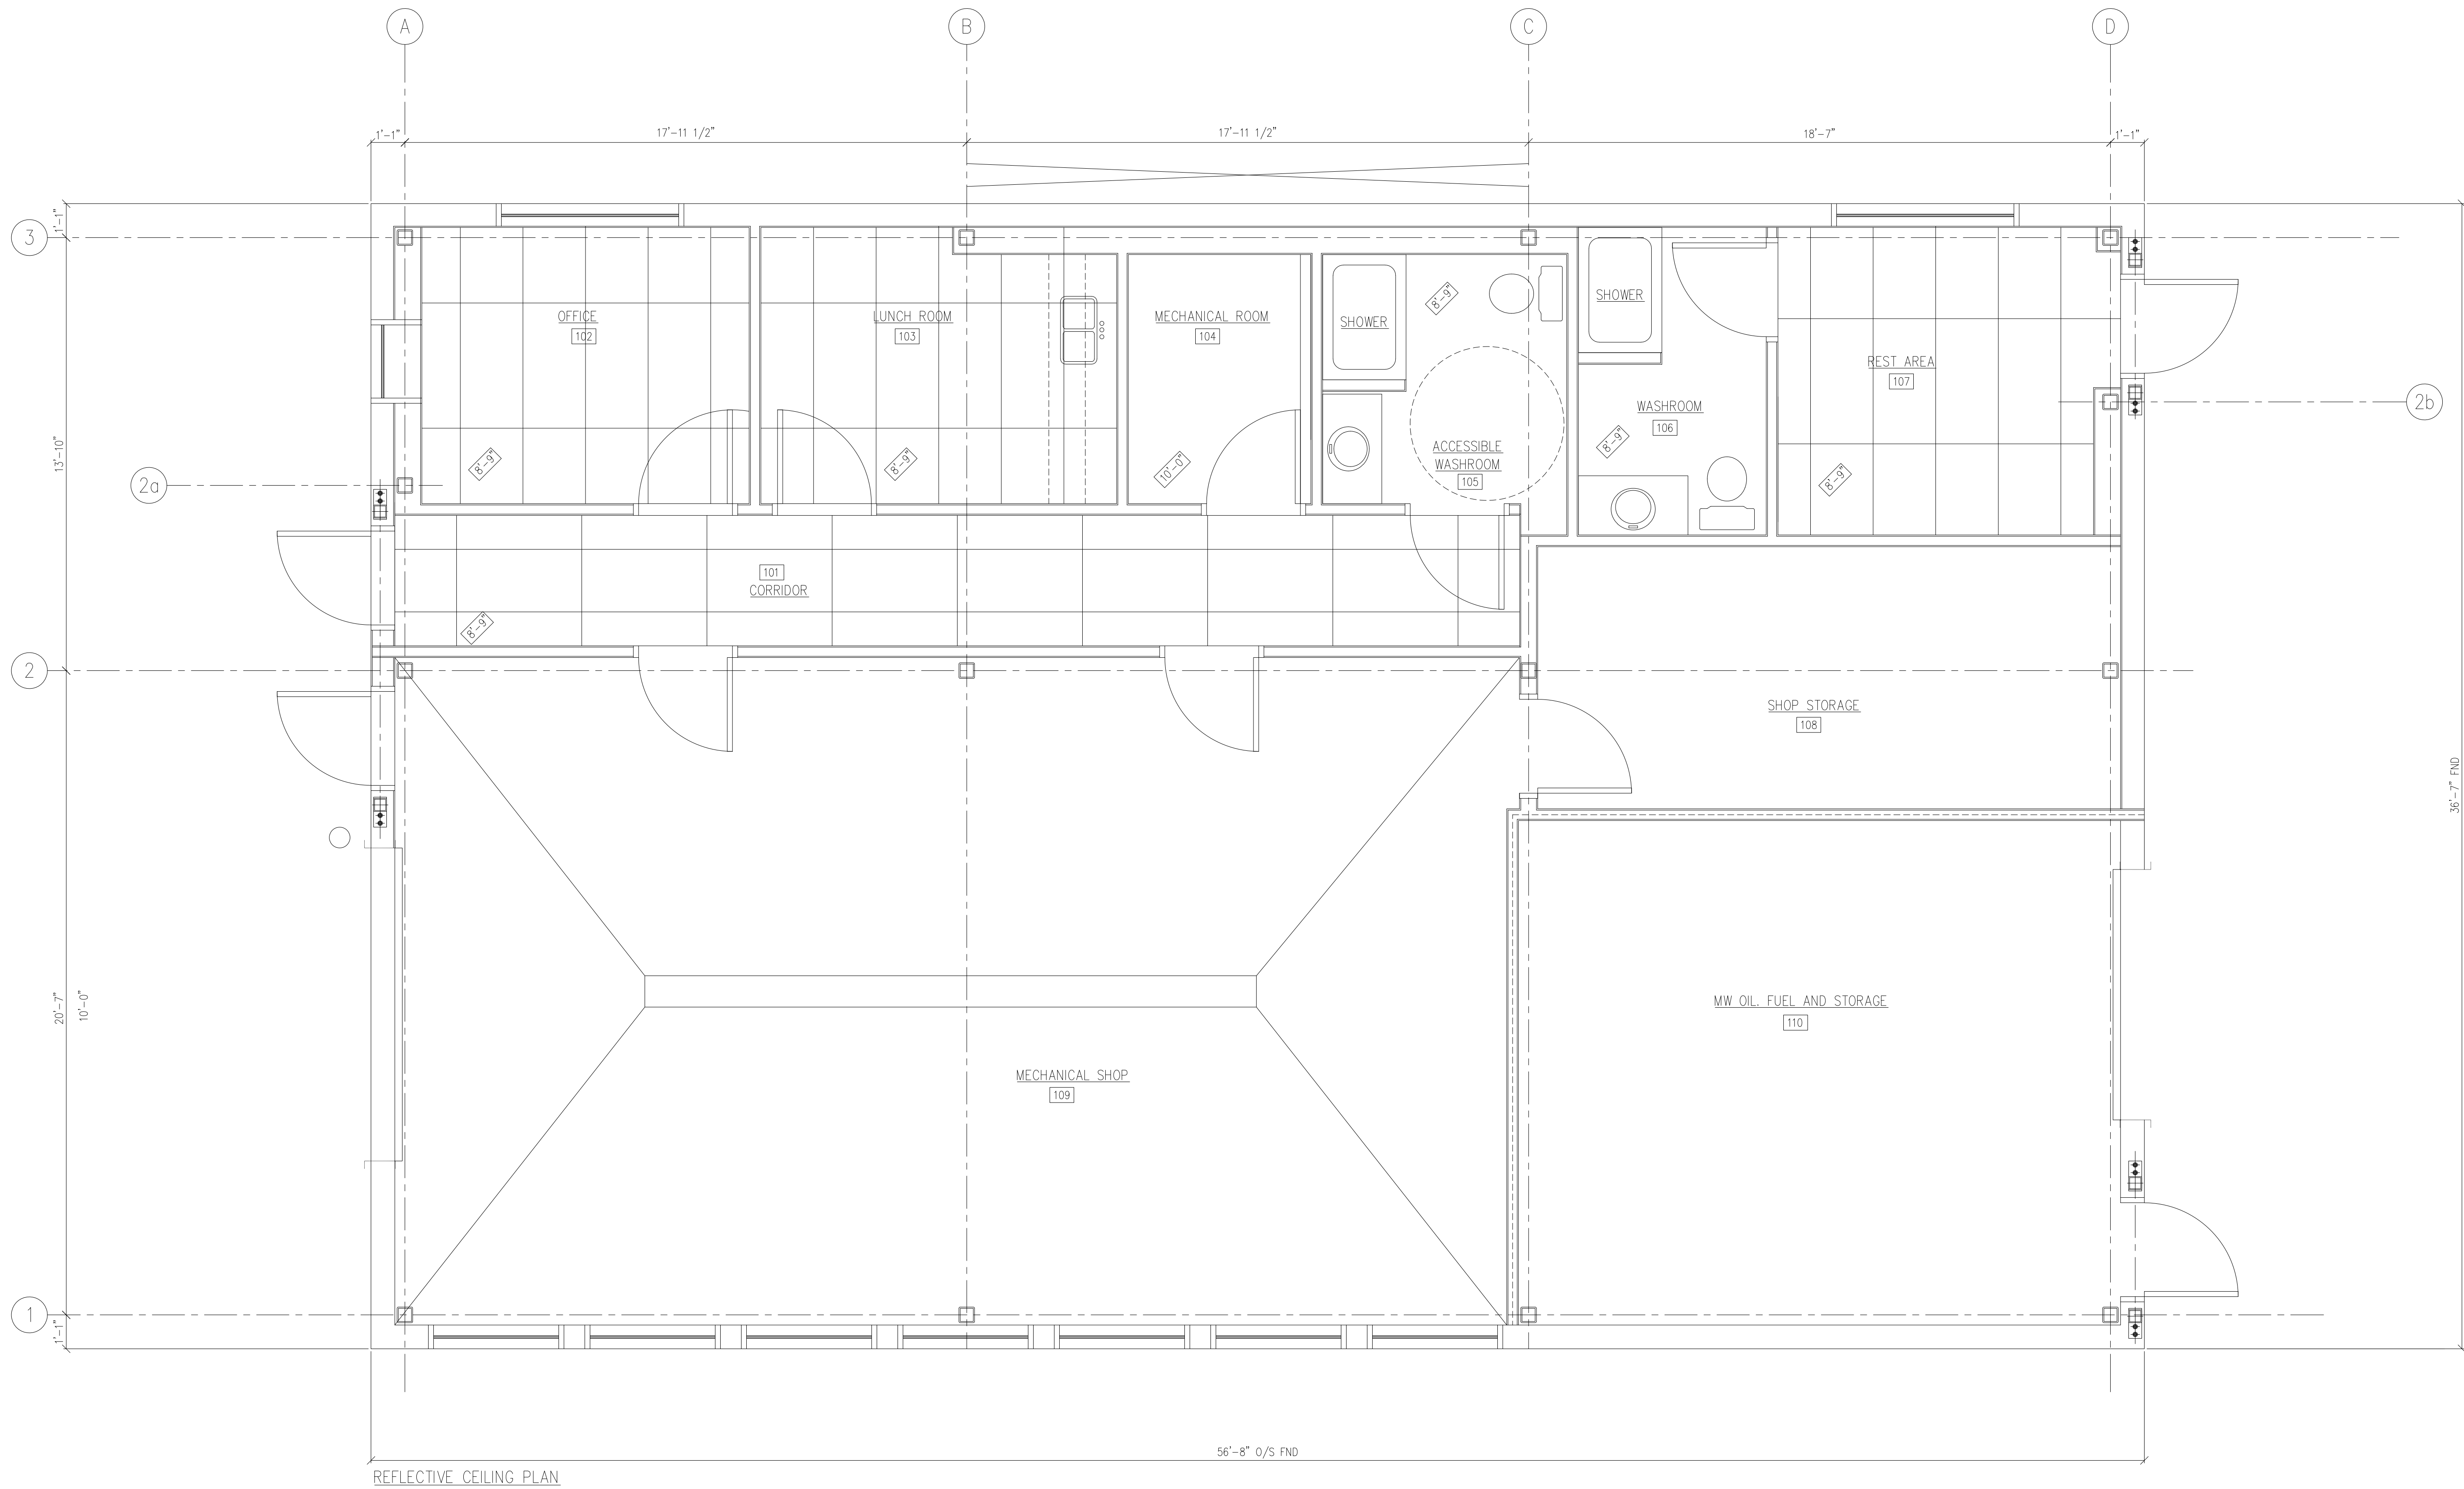 A
B
C
D
1'-1"
17'-11 1/2"
17'-11 1/2"
18'-7"
1'-1"
1'-1"
3
SHOWER
8'-9"
SHOWER
OFFICE
102
LUNCH ROOM
103
MECHANICAL ROOM
104
REST AREA
107
2b
WASHROOM
106
8'-9"
ACCESSIBLE
WASHROOM
105
13'-10"
8'-9"
8'-9"
10'-0"
8'-9"
2a
101
CORRIDOR
8'-9"
2
SHOP STORAGE
108
36'-7" FND
20'-7"
10'-0"
MW OIL. FUEL AND STORAGE
110
MECHANICAL SHOP
109
1
1'-1"
56'-8" O/S FND
REFLECTIVE CEILING PLAN